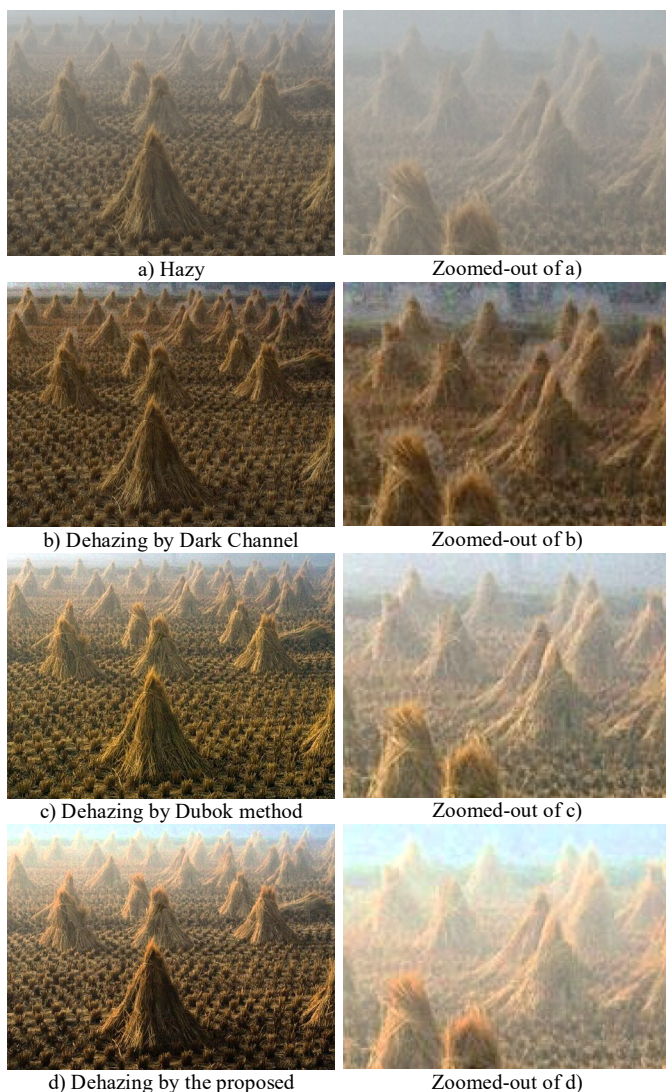 a) Hazy
Zoomed-out of a)
b) Dehazing by Dark Channel
Zoomed-out of b)
c) Dehazing by Dubok method
Zoomed-out of c)
d) Dehazing by the proposed
Zoomed-out of d)